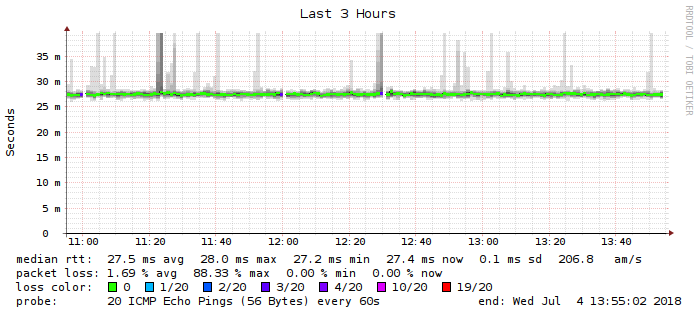 Last 3 Hours
RRDTOOL / TOBI OETIKER
Seconds
35 m
30 m
25 m
20 m
15 m
10 m
5 m
0
11:00 11:20 11:40 12:00 12:20 12:40 13:00 13:20 13:40
median rtt: 27.5 ms avg 28.0 ms max 27.2 ms min 27.4 ms now 0.1 ms sd 206.8 am/s
packet loss: 1.69 % avg 88.33 % max 0.00 % min 0.00 % now
loss color: 0 1/20 2/20 3/20 4/20 10/20 19/20
probe: 20 ICMP Echo Pings (56 Bytes) every 60s end: Wed Jul 4 13:55:02 2018